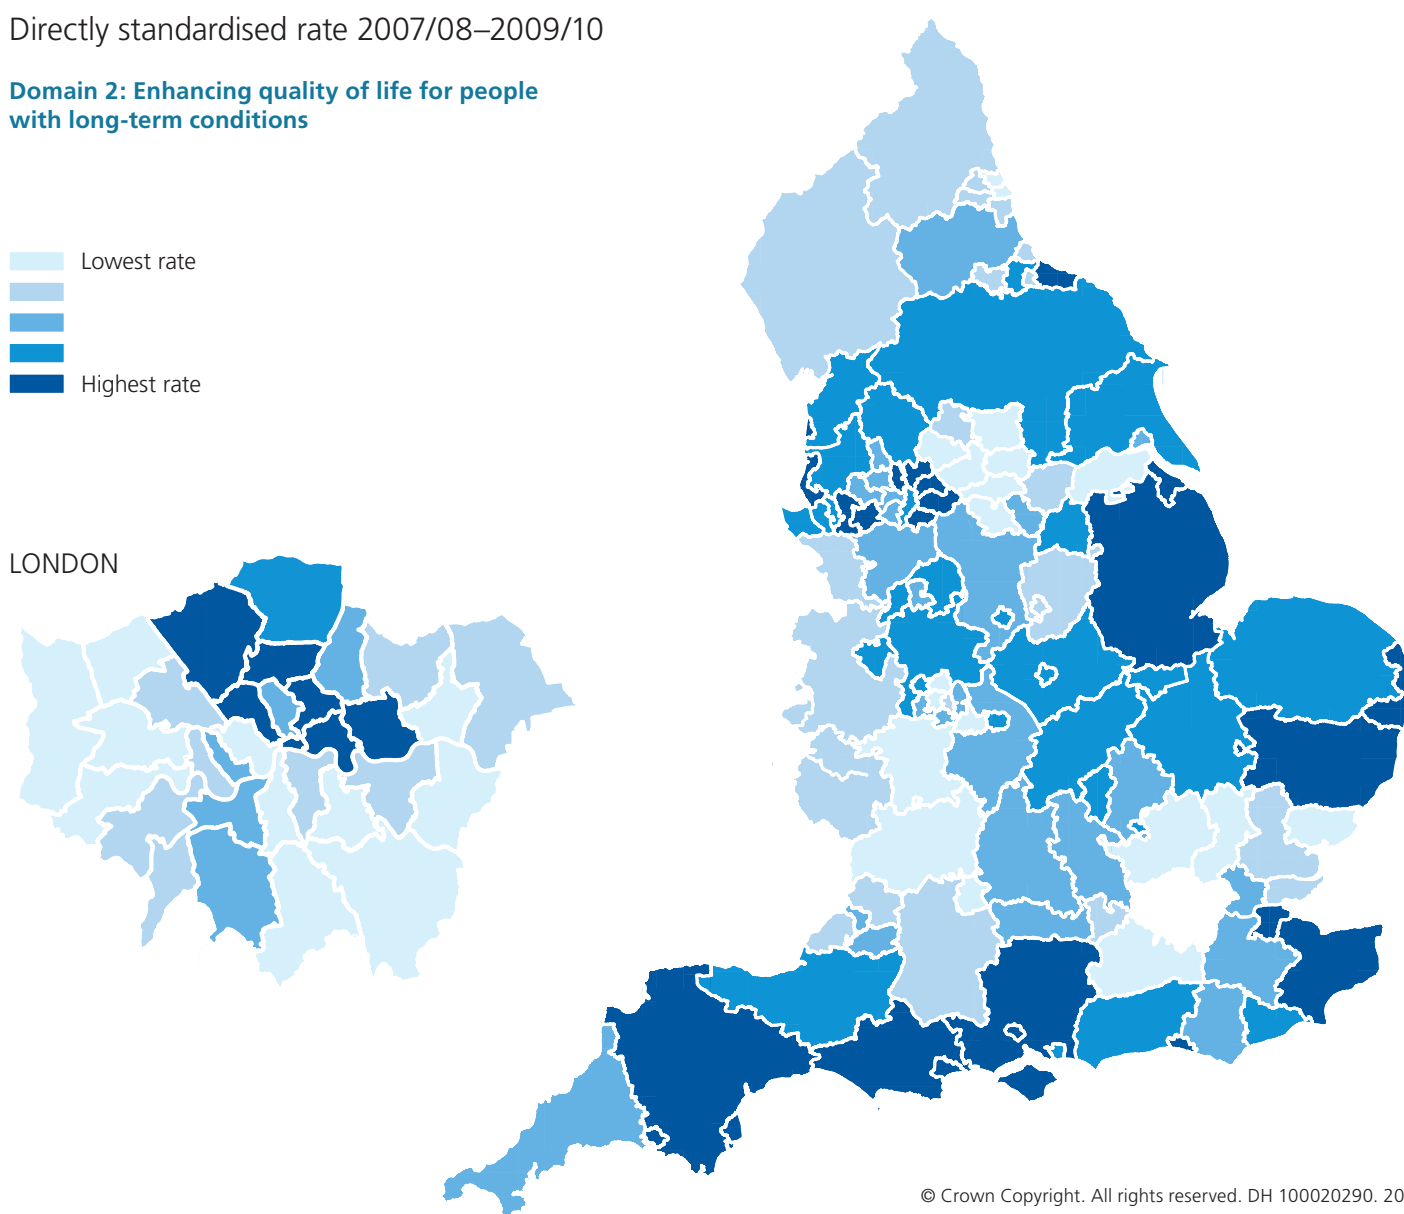 Directly standardised rate 2007/08–2009/10
Domain 2: Enhancing quality of life for people
with long-term conditions
Lowest rate
Highest rate
LONDON
© Crown Copyright. All rights reserved. DH 100020290. 20